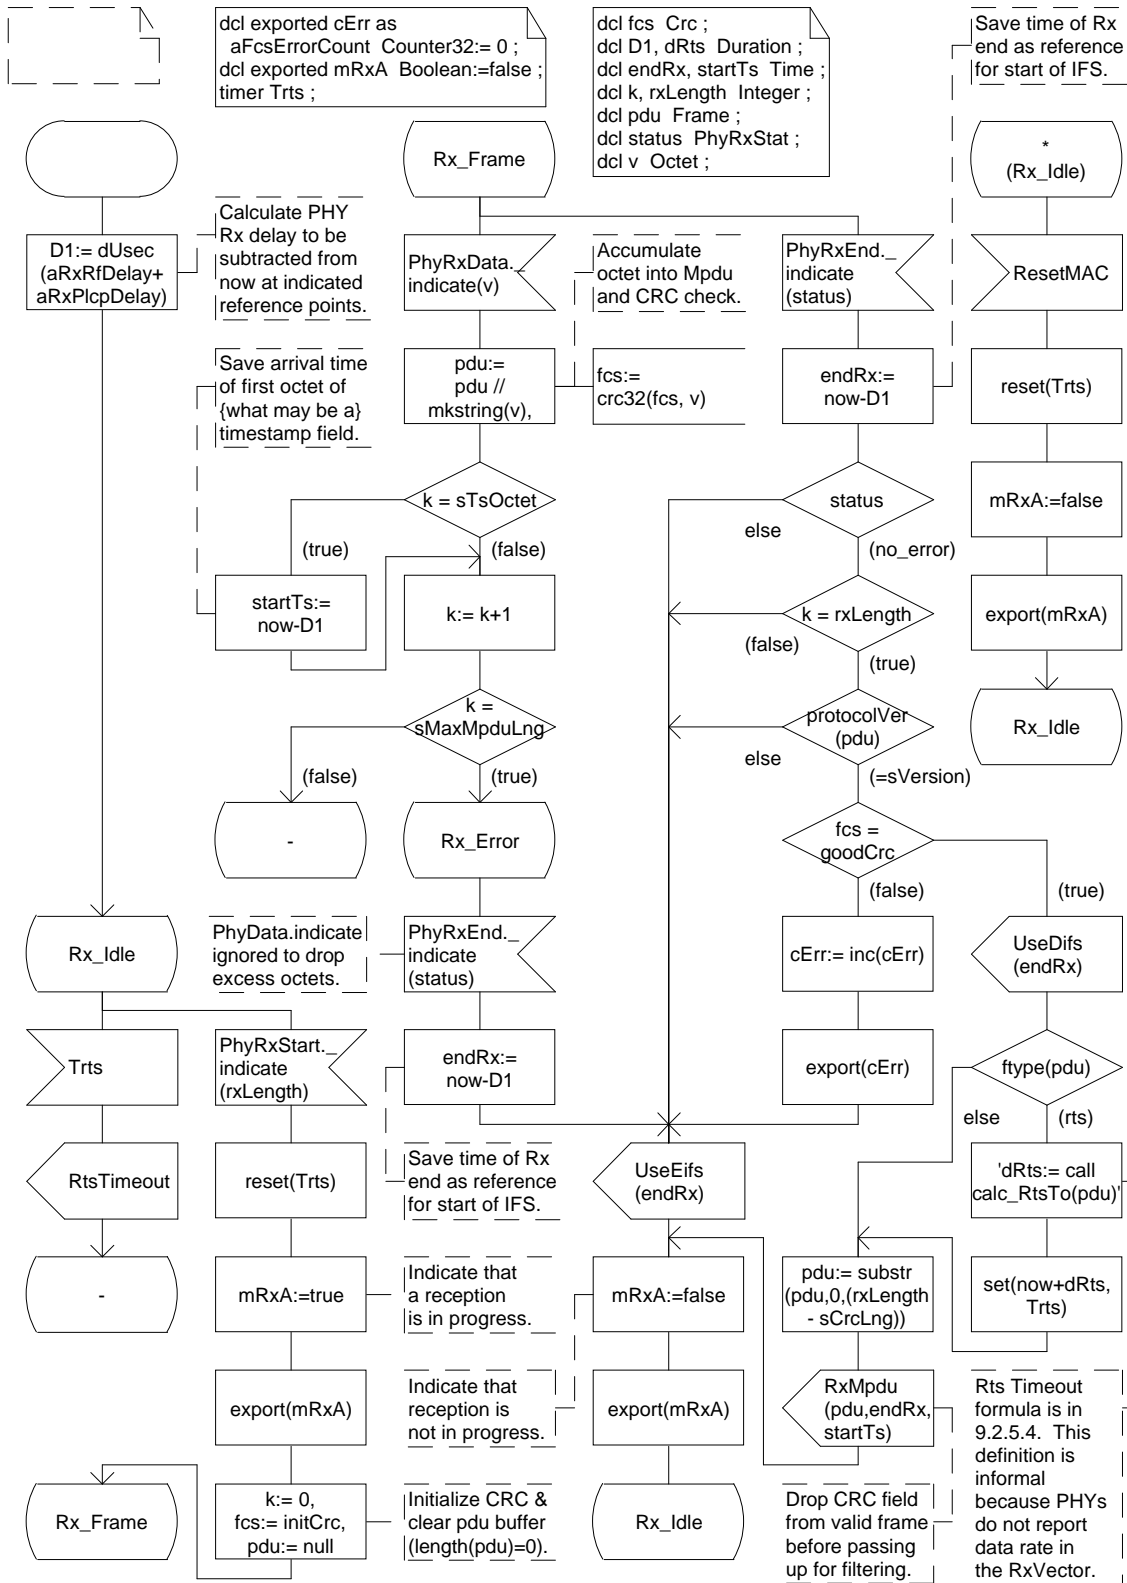 dcl exported cErr as
aFcsErrorCount Counter32:= 0 ;
dcl exported mRxA Boolean:=false ;
timer Trts ;
dcl fcs Crc ;
dcl D1, dRts Duration ;
dcl endRx, startTs Time ;
dcl k, rxLength Integer ;
dcl pdu Frame ;
dcl status PhyRxStat ;
dcl v Octet ;
Save time of Rx
end as reference
for start of IFS.
Rx_Frame
*
(Rx_Idle)
D1:= dUsec
(aRxRfDelay+
aRxPlcpDelay)
Calculate PHY
Rx delay to be
subtracted from
now at indicated
reference points.
PhyRxData._
indicate(v)
Accumulate
octet into Mpdu
and CRC check.
PhyRxEnd._
indicate
(status)
ResetMAC
Save arrival time
of first octet of
{what may be a}
timestamp field.
pdu:=
pdu //
mkstring(v),
fcs:=
crc32(fcs, v)
endRx:=
now-D1
reset(Trts)
k = sTsOctet
(true)
(false)
status
else
(no_error)
mRxA:=false
startTs:=
now-D1
k:= k+1
k = rxLength
(false)
(true)
export(mRxA)
k =
sMaxMpduLng
(false)
(true)
protocolVer
(pdu)
else
(=sVersion)
Rx_Idle
-
Rx_Error
fcs =
goodCrc
(false)
(true)
Rx_Idle
PhyData.indicate
ignored to drop
excess octets.
PhyRxEnd._
indicate
(status)
cErr:= inc(cErr)
UseDifs
(endRx)
Trts
PhyRxStart._
indicate
(rxLength)
endRx:=
now-D1
export(cErr)
ftype(pdu)
else
(rts)
RtsTimeout
reset(Trts)
Save time of Rx
end as reference
for start of IFS.
UseEifs
(endRx)
'dRts:= call
calc_RtsTo(pdu)'
-
mRxA:=true
Indicate that
a reception
is in progress.
mRxA:=false
pdu:= substr
(pdu,0,(rxLength
- sCrcLng))
set(now+dRts,
Trts)
export(mRxA)
Indicate that
reception is
not in progress.
export(mRxA)
RxMpdu
(pdu,endRx,
startTs)
Rts Timeout
formula is in
9.2.5.4. This
definition is
informal
because PHYs
do not report
data rate in
the RxVector.
Rx_Frame
k:= 0,
fcs:= initCrc,
pdu:= null
Initialize CRC &
clear pdu buffer
(length(pdu)=0).
Rx_Idle
Drop CRC field
from valid frame
before passing
up for filtering.